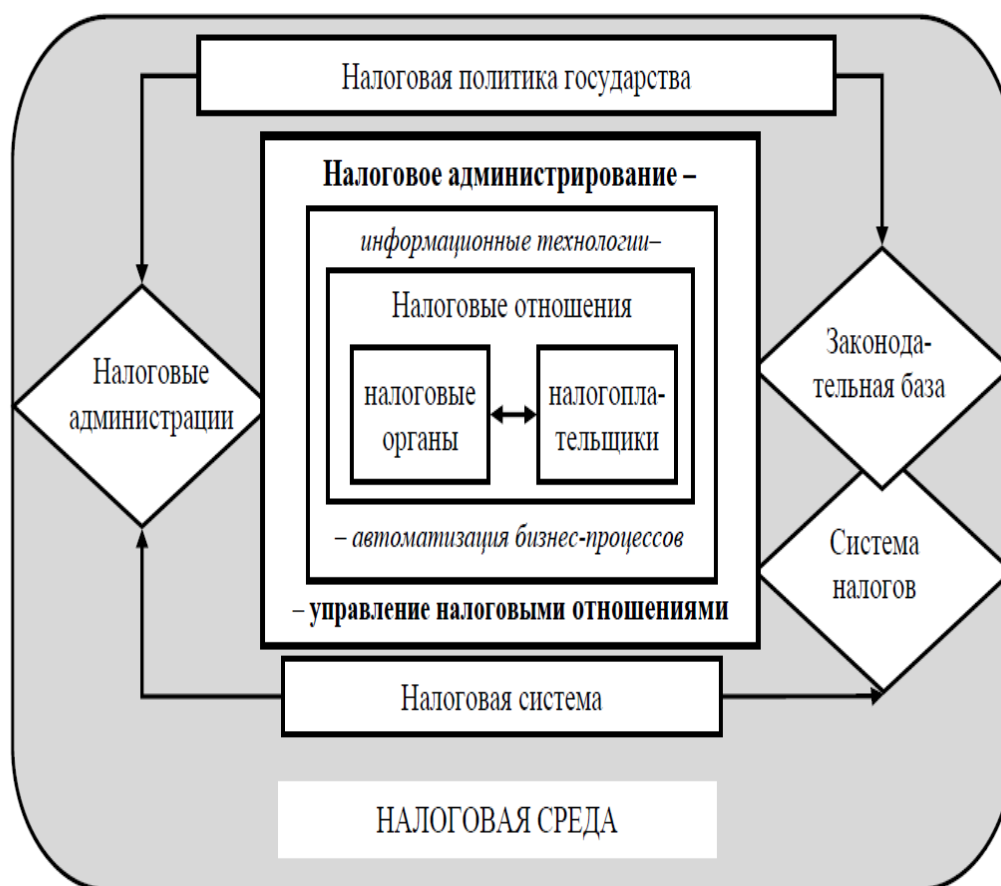 Налоговая политика государства
Налоговое администрирование –
информационные технологии–
Налоговые отношения
налоговые
органы
налогопла-
тельщики
– автоматизация бизнес-процессов
– управление налоговыми отношениями
Налоговые
администрации
Законода-
тельная база
Система
налогов
Налоговая система
НАЛОГОВАЯ СРЕДА